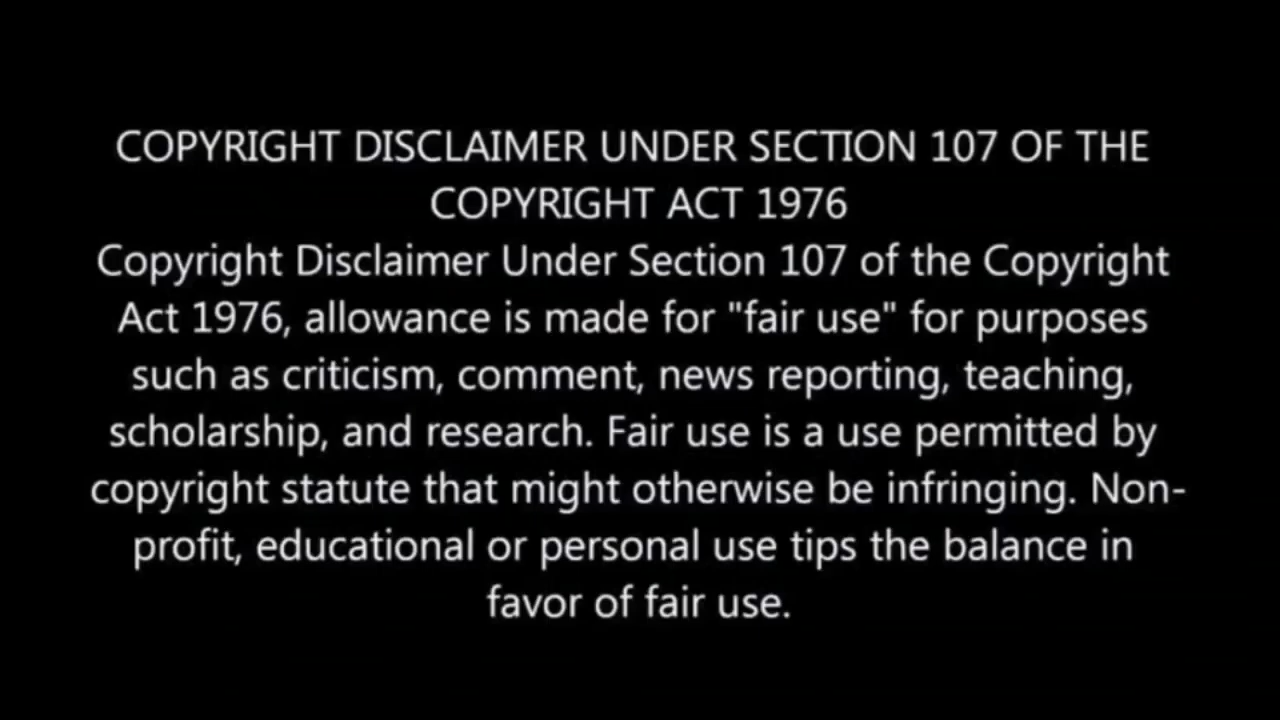 COPYRIGHT DISCLAIMER UNDER SECTION 107 OF THE
COPYRIGHT ACT 1976
Copyright Disclaimer Under Section 107 of the Copyright
Act 1976, allowance is made for "fair use" for purposes
such as criticism, comment, news reporting, teaching,
scholarship, and research. Fair use is a use permitted by
copyright statute that might otherwise be infringing. Non-
profit, educational or personal use tips the balance in
favor of fair use.